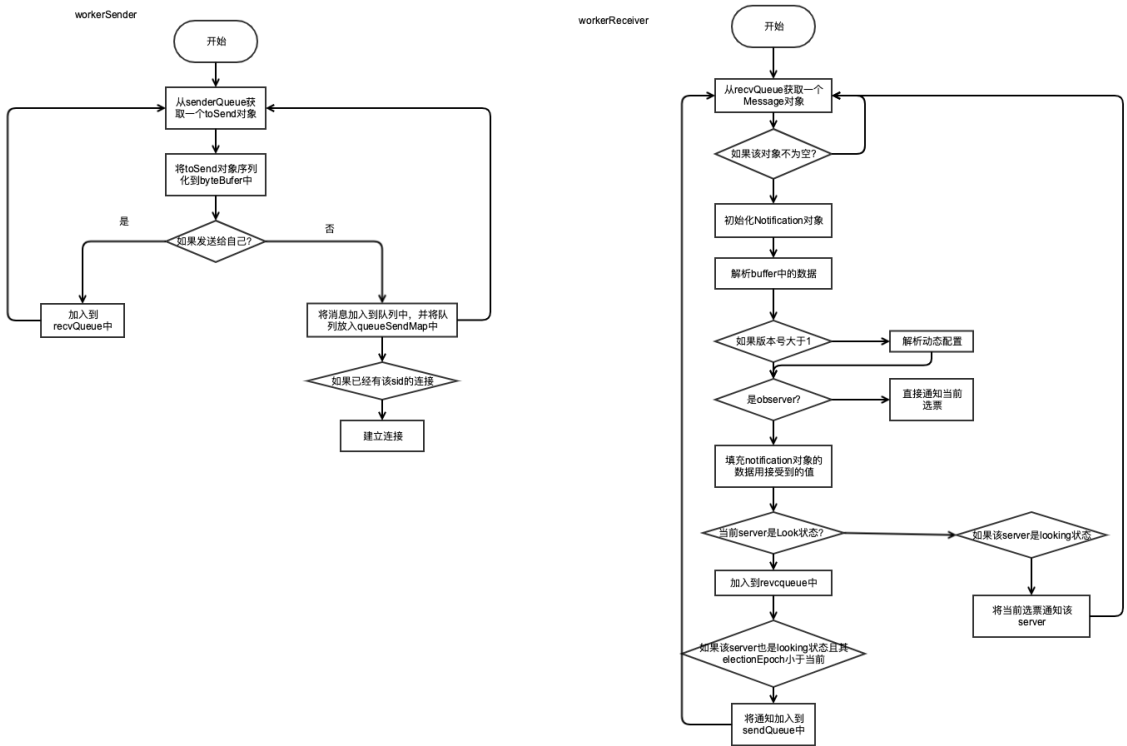 workerSender
开始
从senderQueue获
取一个toSend对象
将toSend对象序列
化到byteBufer中
是
如果发送给自己?
否
加入到
recvQueue中
将消息加入到队列中，并将队
列放入queueSendMap中
如果已经有该sid的连接
建立连接
workerReceiver
开始
从recvQueue获取一个
Message对象
如果该对象不为空?
初始化Notification对象
解析buffer中的数据
如果版本号大于1
解析动态配置
是observer?
直接通知当前
选票
填充notification对象的
数据用接受到的值
当前server是Look状态?
如果该server是looking状态
加入到revcqueue中
将当前选票通知该
server
如果该server也是looking状态且其
electionEpoch小于当前
将通知加入到
sendQueue中